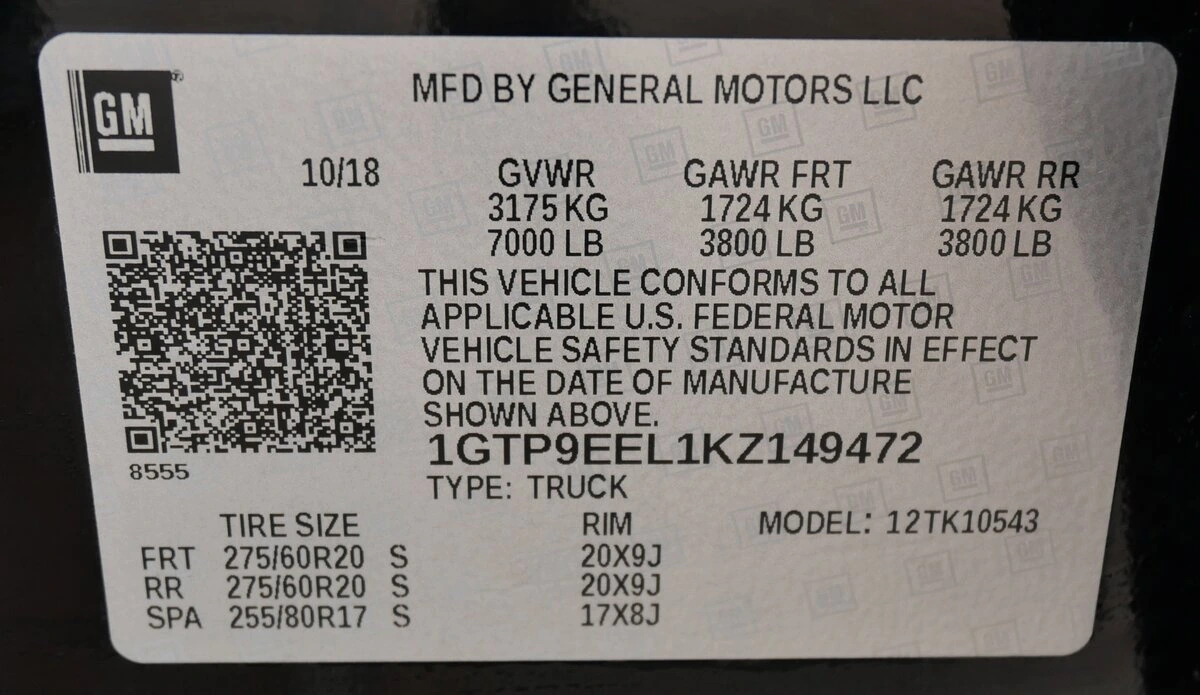 GM
MFD BY GENERAL MOTORS LLC
10/18 GVWR GAWR FRT GAWR RR
3175 KG 1724 KG 1724 KG
7000 LB 3800 LB 3800 LB
THIS VEHICLE CONFORMS TO ALL
APPLICABLE U.S. FEDERAL MOTOR
VEHICLE SAFETY STANDARDS IN EFFECT
ON THE DATE OF MANUFACTURE
SHOWN ABOVE.
1GTP9EEL1KZ149472
8555
TYPE: TRUCK
TIRE SIZE RIM MODEL: 12TK10543
FRT 275/60R20 S 20X9J
RR 275/60R20 S 20X9J
SPA 255/80R17 S 17X8J